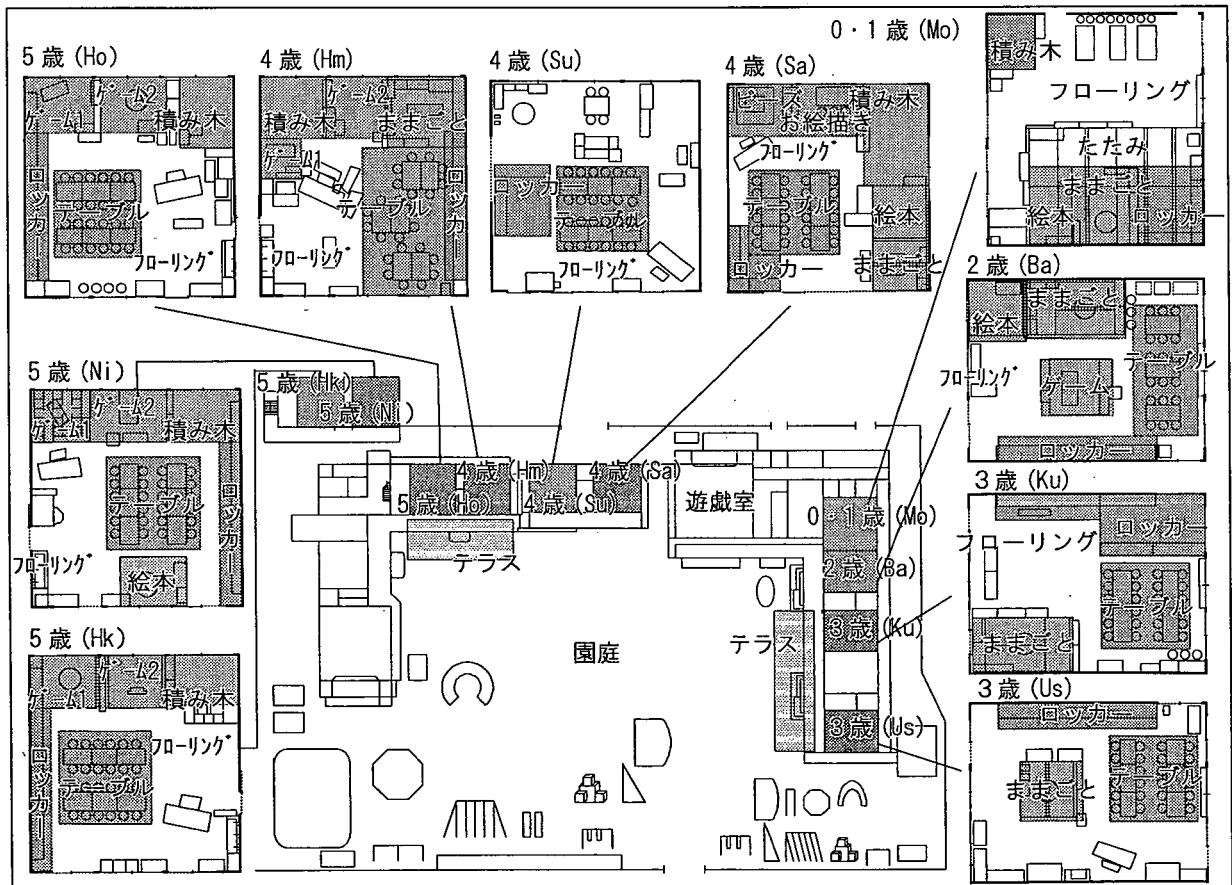 5歳(Ho)
ゲーム1
ゲーム2
積み木
ロッカー
テーブル
フローリング
4歳(Hm)
積み木
ゲーム2
ままごと
ゲーム1
テーブル
ロッカー
フローリング
4歳(Su)
ロッカー
テーブル
フローリング
4歳(Sa)
ビーズ
お絵描き
積み木
フローリング
テーブル
絵本
ロッカー
ままごと
0・1歳(Mo)
積み木
フローリング
たたみ
ままごと
絵本
ロッカー
2歳(Ba)
絵本
ままごと
テーブル
フローリング
ゲーム
ロッカー
3歳(Ku)
ロッカー
フローリング
テーブル
ままごと
3歳(Us)
ロッカー
ままごと
テーブル
5歳(Ni)
ゲーム1
ゲーム2
積み木
テーブル
ロッカー
フローリング
絵本
5歳(Hk)
ゲーム1
ゲーム2
積み木
ロッカー
フローリング
テーブル
5歳(Hk)
5歳(Ni)
4歳(Hm)
4歳(Sa)
5歳(Ho)
4歳(Su)
遊戯室
0・1歳(Mo)
テラス
2歳(Ba)
3歳(Ku)
園庭
テラス
3歳(Us)